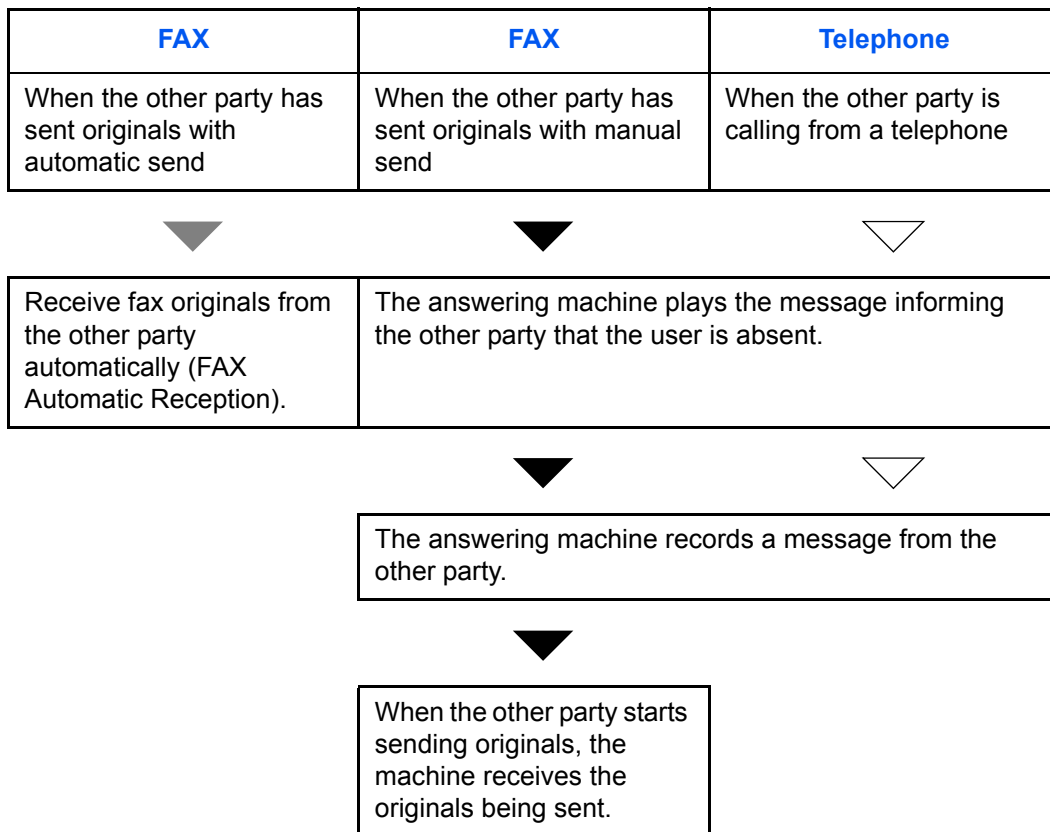 FAX
FAX
Telephone
When the other party has
sent originals with
automatic send
When the other party has
sent originals with manual
send
When the other party is
calling from a telephone
Receive fax originals from
the other party
automatically (FAX
Automatic Reception).
The answering machine plays the message informing
the other party that the user is absent.
The answering machine records a message from the
other party.
When the other party starts
sending originals, the
machine receives the
originals being sent.